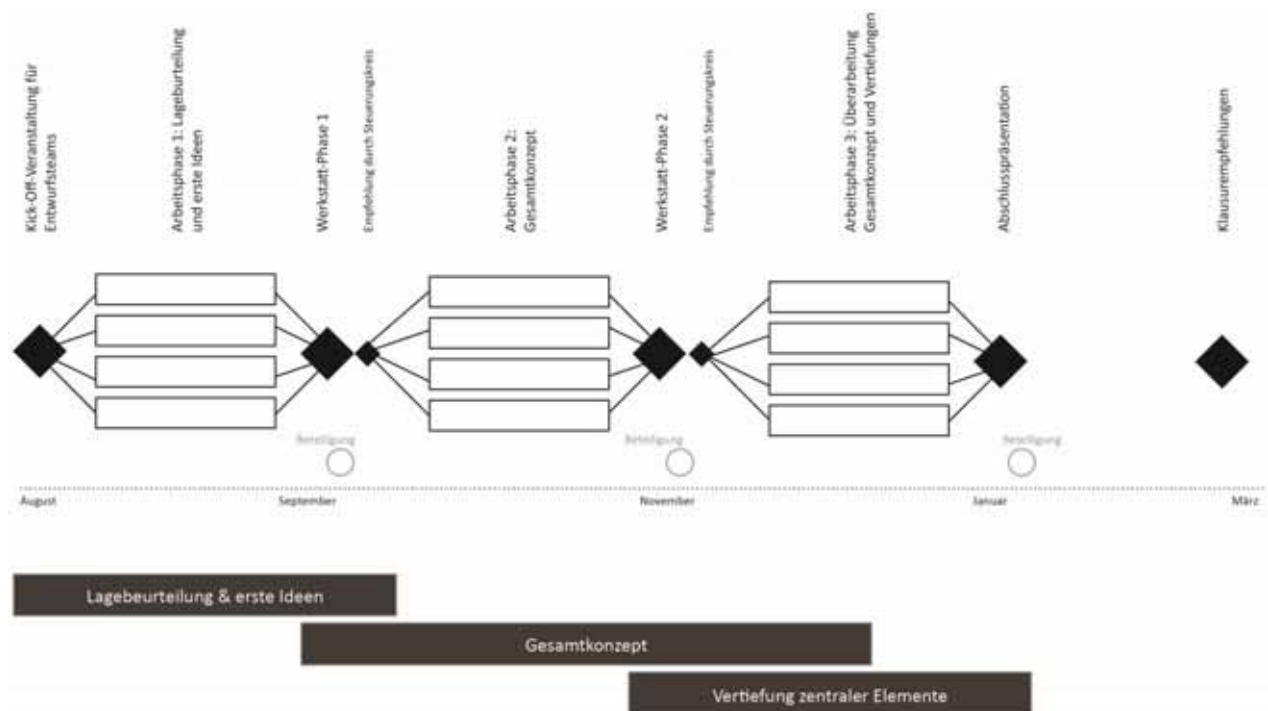 Kick-Off-Veranstaltung für
Entwurfsteams
Arbeitsphase 1: Lageburteilung
und erste Ideen
Werkstatt-Phase 1
Empfehlung durch Steuerungskreis
Arbeitsphase 2:
Gesamtkonzept
Werkstatt-Phase 2
Empfehlung durch Steuerungskreis
Arbeitsphase 3: Überarbeitung
Gesamtkonzept und Vertiefungen
Abschlusspräsentation
Klausurempfehlungen
Beteiligung
Beteiligung
Beteiligung
August
September
November
Januar
März
Lagebeurteilung & erste Ideen
Gesamtkonzept
Vertiefung zentraler Elemente